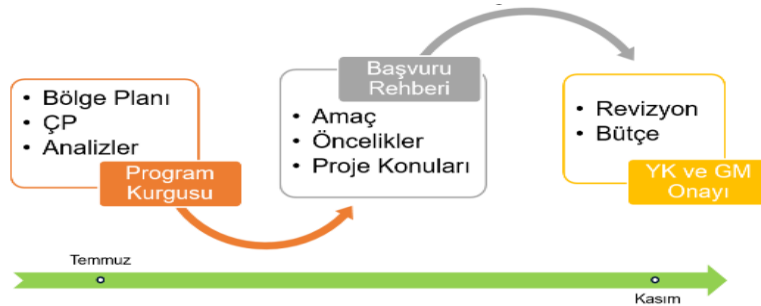 • Bölge Planı
• ÇP
• Analizler
Program
Kurgusu
Başvuru
Rehberi
• Amaç
• Öncelikler
• Proje Konuları
• Revizyon
• Bütçe
YK ve GM
Onayı
Temmuz
Kasım